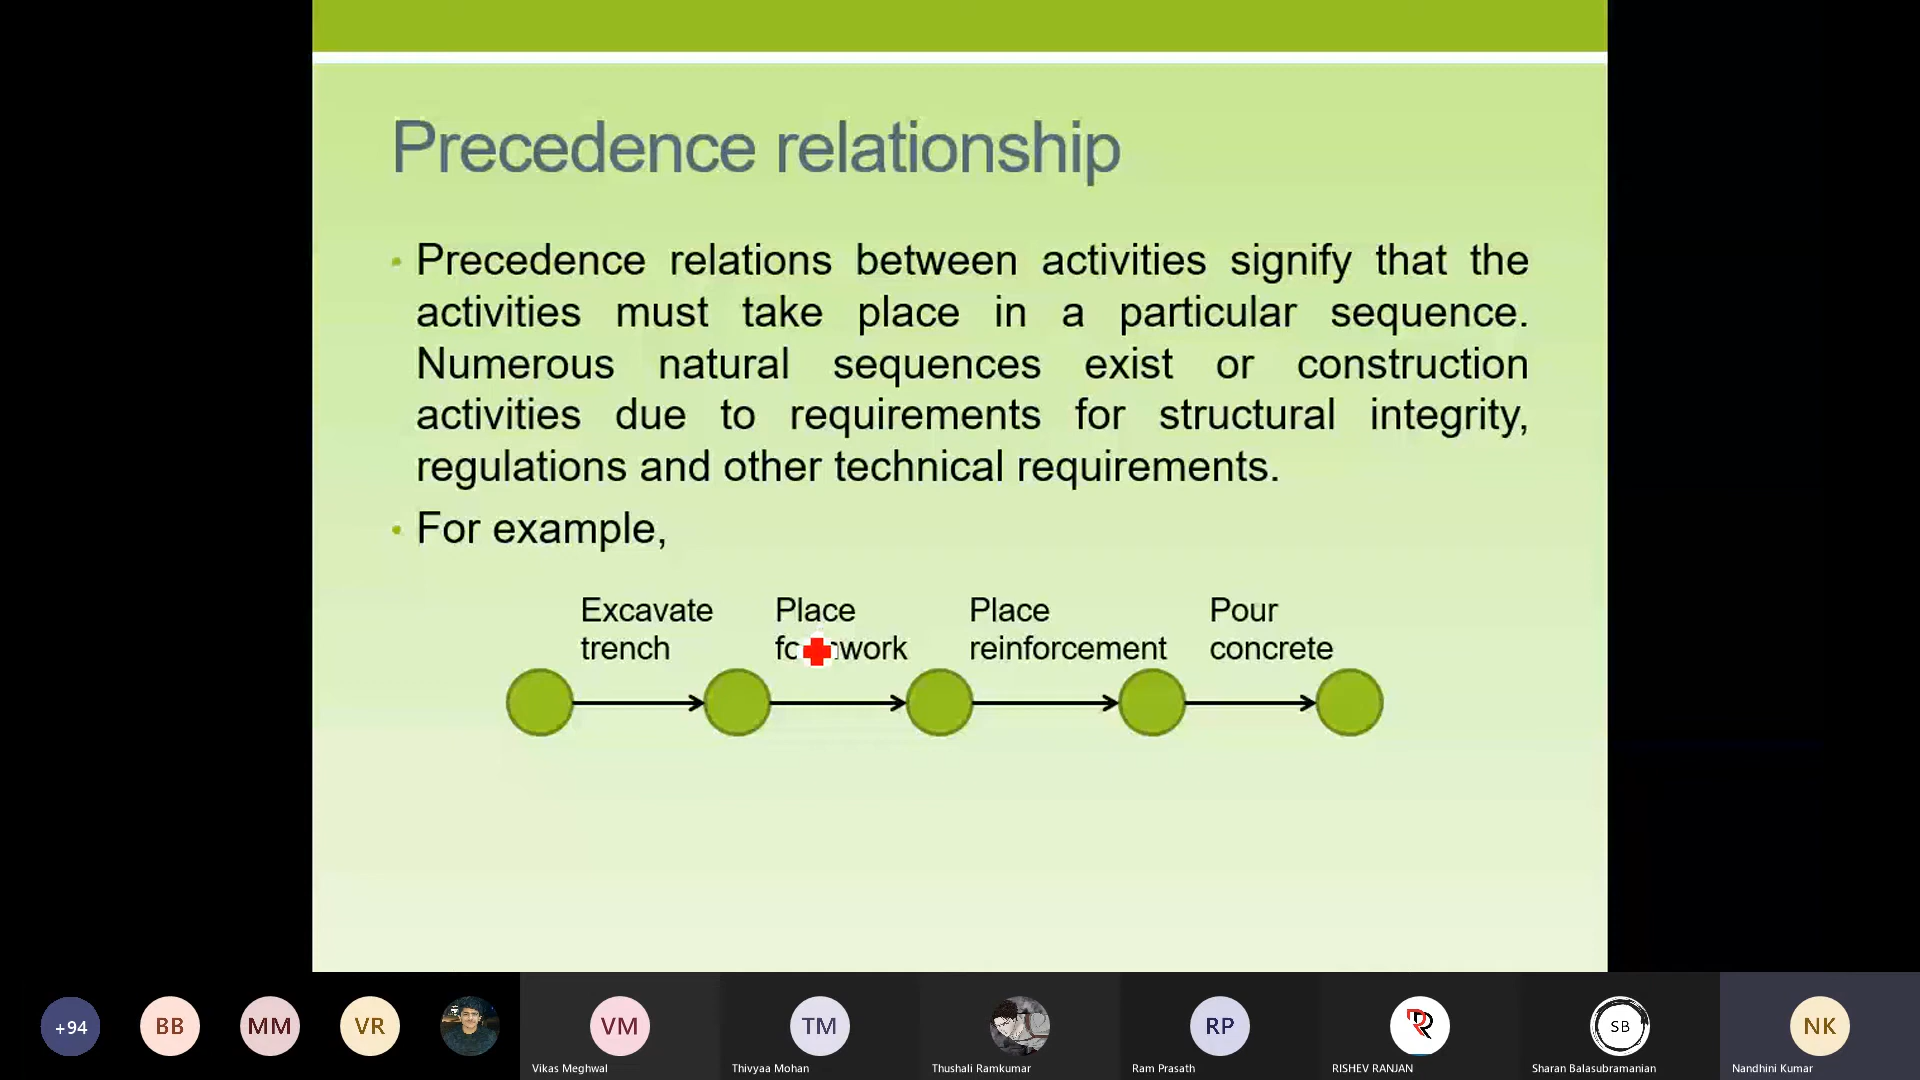 Precedence relationship
Precedence relations between activities signify that the
activities must take place in a particular sequence.
Numerous natural sequences exist or construction
activities due to requirements for structural integrity,
regulations and other technical requirements.
For example,
Excavate
trench
Place
Place
reinforcement
Pour
concrete
+94
BB
MM
VR
VM
Vikas Meghwal
TM
Thivyaa Mohan
Thushali Ramkumar
RP
Ram Prasath
RISHEV RANJAN
SB
Sharan Balasubramanian
NK
Nandhini Kumar